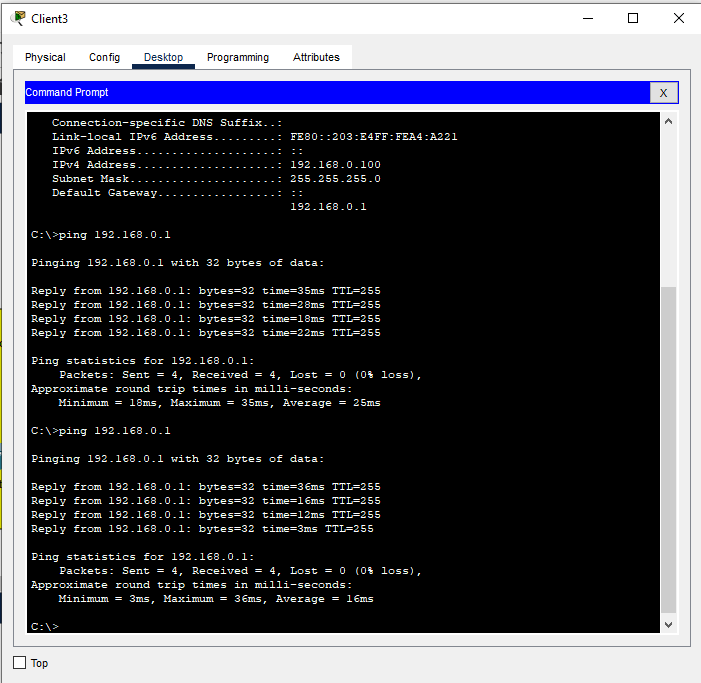 Client3
Physical Config Desktop Programming Attributes
Command Prompt X
Connection-specific DNS Suffix..:
Link-local IPv6 Address.........: FE80::203:E4FF:FEA4:A221
IPv6 Address....................: ::
IPv4 Address....................: 192.168.0.100
Subnet Mask.....................: 255.255.255.0
Default Gateway.................: ::
192.168.0.1
C:\>ping 192.168.0.1
Pinging 192.168.0.1 with 32 bytes of data:
Reply from 192.168.0.1: bytes=32 time=35ms TTL=255
Reply from 192.168.0.1: bytes=32 time=28ms TTL=255
Reply from 192.168.0.1: bytes=32 time=18ms TTL=255
Reply from 192.168.0.1: bytes=32 time=22ms TTL=255
Ping statistics for 192.168.0.1:
Packets: Sent = 4, Received = 4, Lost = 0 (0% loss),
Approximate round trip times in milli-seconds:
Minimum = 18ms, Maximum = 35ms, Average = 25ms
C:\>ping 192.168.0.1
Pinging 192.168.0.1 with 32 bytes of data:
Reply from 192.168.0.1: bytes=32 time=36ms TTL=255
Reply from 192.168.0.1: bytes=32 time=16ms TTL=255
Reply from 192.168.0.1: bytes=32 time=12ms TTL=255
Reply from 192.168.0.1: bytes=32 time=3ms TTL=255
Ping statistics for 192.168.0.1:
Packets: Sent = 4, Received = 4, Lost = 0 (0% loss),
Approximate round trip times in milli-seconds:
Minimum = 3ms, Maximum = 36ms, Average = 16ms
C:\>
Top